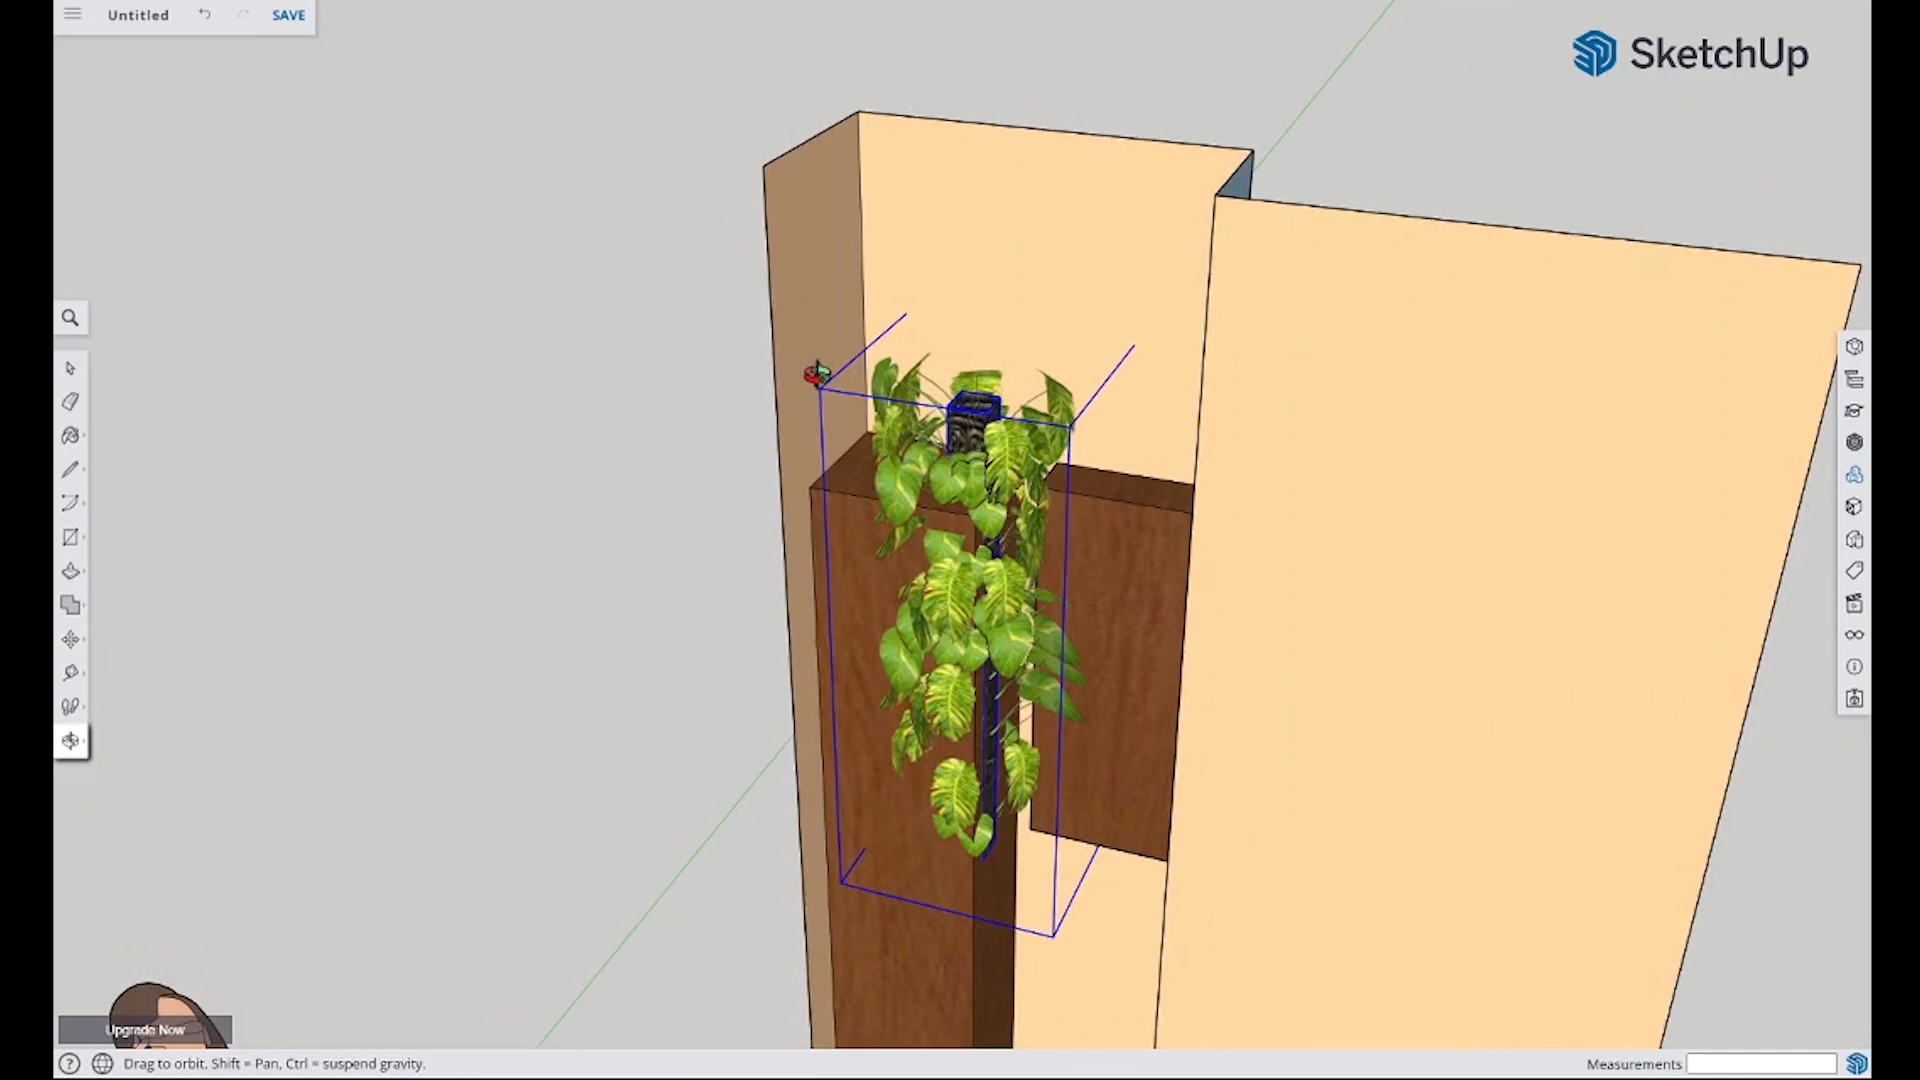 Untitled
SAVE
SketchUp
Upgrade Now
Drag to orbit. Shift = Pan, Ctrl = suspend gravity.
Measurements